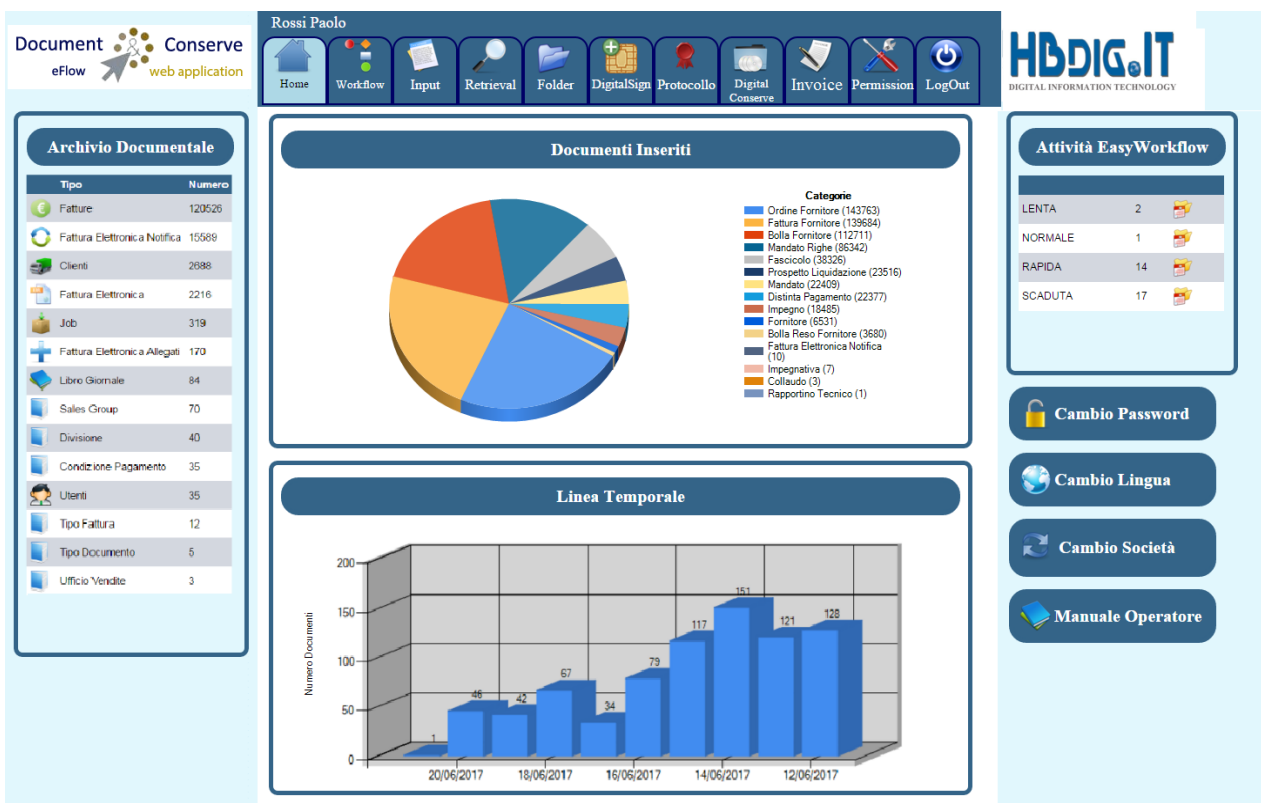 Document Conserve
eFlow web application
Rossi Paolo
Home Workflow Input Retrieval Folder DigitalSign Protocollo Digital Conserve Invoice Permission LogOut
HBDIG.IT
DIGITAL INFORMATION TECHNOLOGY
Archivio Documentale
Tipo Numero
Fatture 120526
Fattura Elettronica Notifica 15589
Clienti 2688
Fattura Elettronica 2216
Job 319
Fattura Elettronica Allegati 170
Libro Giornale 84
Sales Group 70
Divisione 40
Condizione Pagamento 35
Utenti 35
Tipo Fattura 12
Tipo Documento 5
Ufficio Vendite 3
Documenti Inseriti
Categorie
Ordine Fornitore (143763)
Fattura Fornitore (139684)
Bolla Fornitore (112711)
Mandato Righe (86342)
Fascicolo (38326)
Prospetto Liquidazione (23516)
Mandato (22409)
Distinta Pagamento (22377)
Impegno (18485)
Fornitore (6531)
Bolla Reso Fornitore (3680)
Fattura Elettronica Notifica
(10)
Impegnativa (7)
Collaudo (3)
Rapportino Tecnico (1)
Linea Temporale
Numero Documenti
200
150
100
50
0
1 46 42 67 34 79 117 151 121 128
20/06/2017 18/06/2017 16/06/2017 14/06/2017 12/06/2017
Attività EasyWorkflow
LENTA 2
NORMALE 1
RAPIDA 14
SCADUTA 17
Cambio Password
Cambio Lingua
Cambio Società
Manuale Operatore